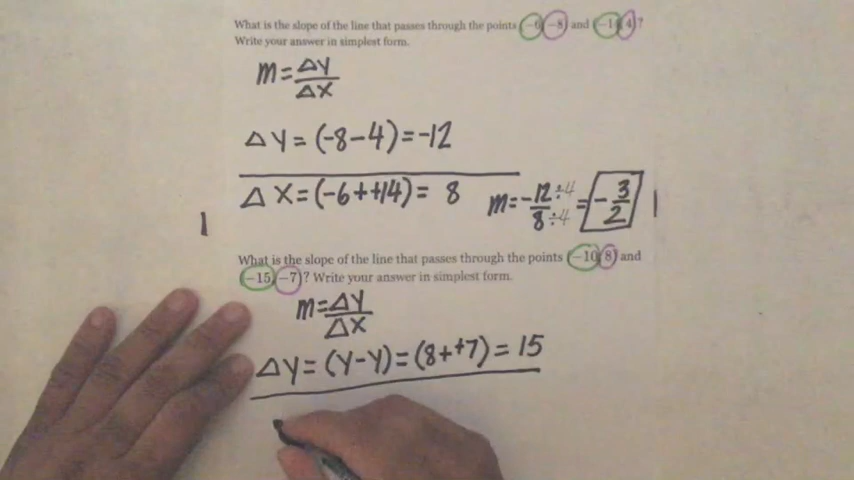 What is the slope of the line that passes through the points (−6, −8) and (−14, 4)?
Write your answer in simplest form.
m = ΔY/ΔX
ΔY = (-8-4) = -12
ΔX = (-6++14) = 8
m = -12÷4/8÷4 = -3/2
What is the slope of the line that passes through the points (−10, 8) and
(−15, −7)? Write your answer in simplest form.
m = ΔY/ΔX
ΔY = (Y-Y) = (8++7) = 15